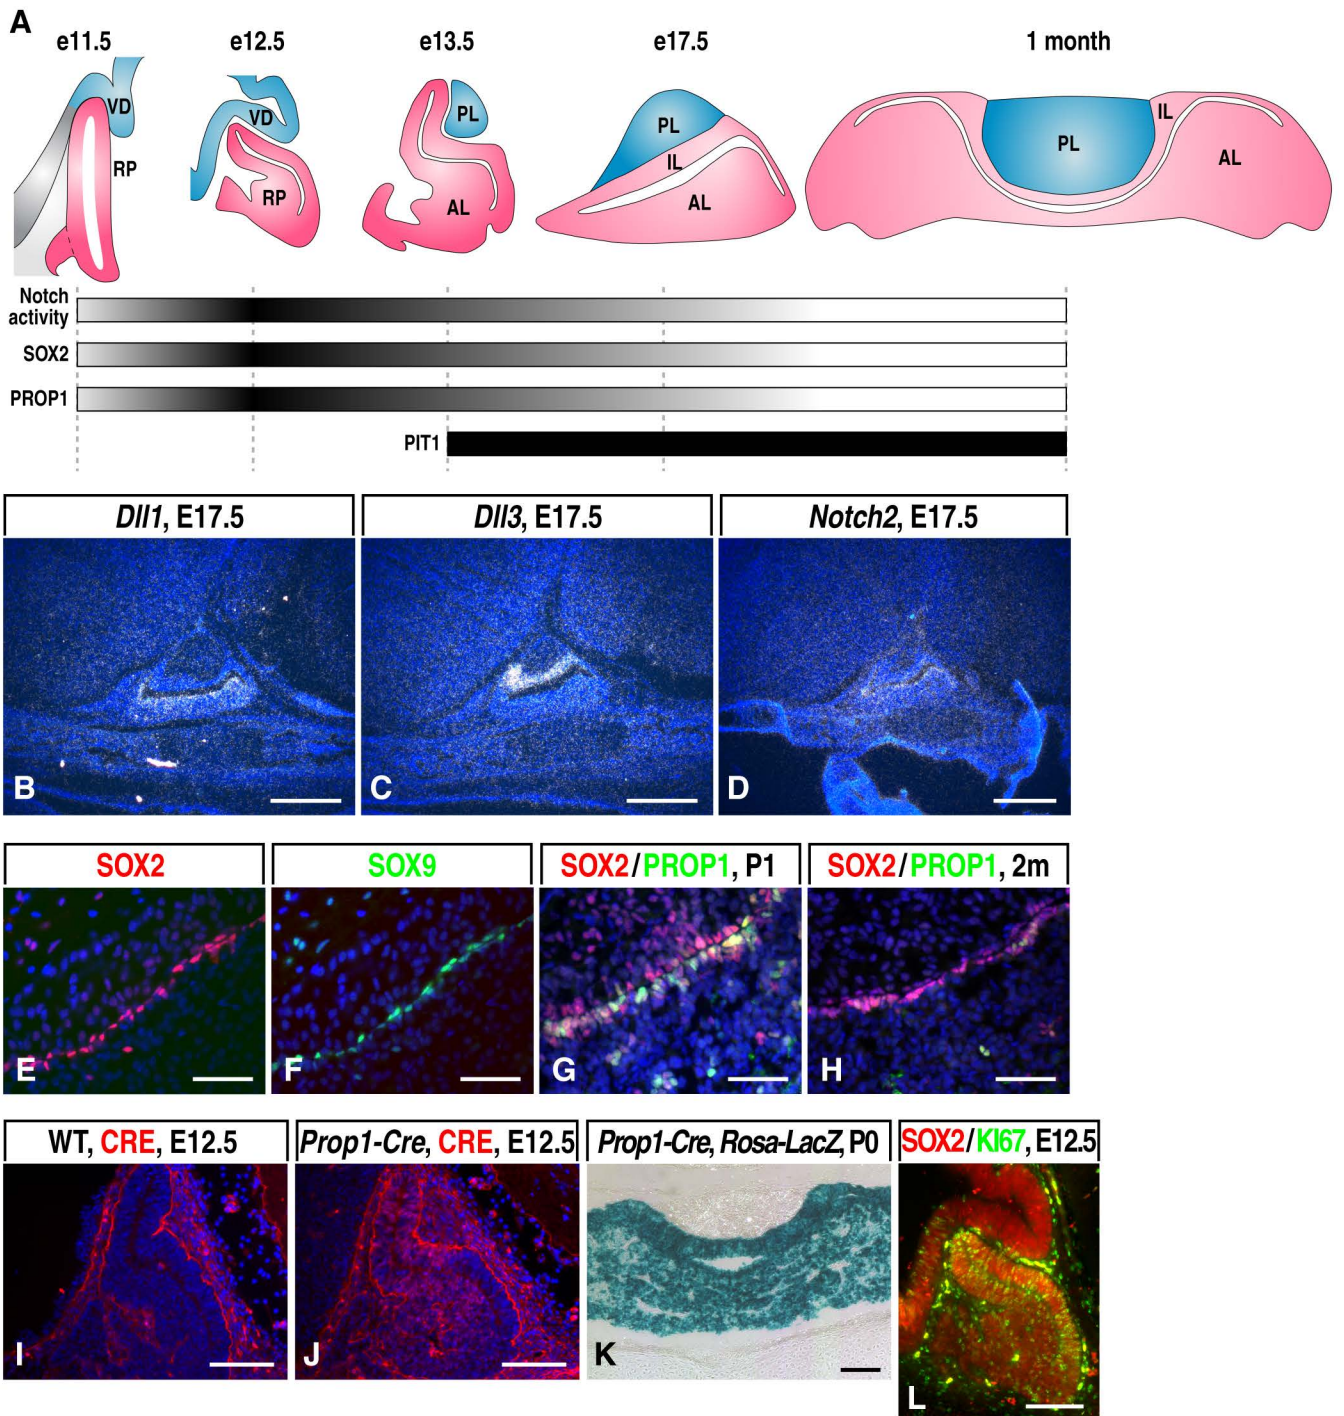 A
e11.5 e12.5 e13.5 e17.5 1 month
VD
RP
VD
RP
PL
AL
PL
IL
AL
PL
IL
AL
Notch
activity
SOX2
PROP1
PIT1
Dll1, E17.5
Dll3, E17.5
Notch2, E17.5
B
C
D
SOX2
SOX9
SOX2/PROP1, P1
SOX2/PROP1, 2m
E
F
G
H
WT, CRE, E12.5
Prop1-Cre, CRE, E12.5
Prop1-Cre, Rosa-LacZ, P0
SOX2/KI67, E12.5
I
J
K
L